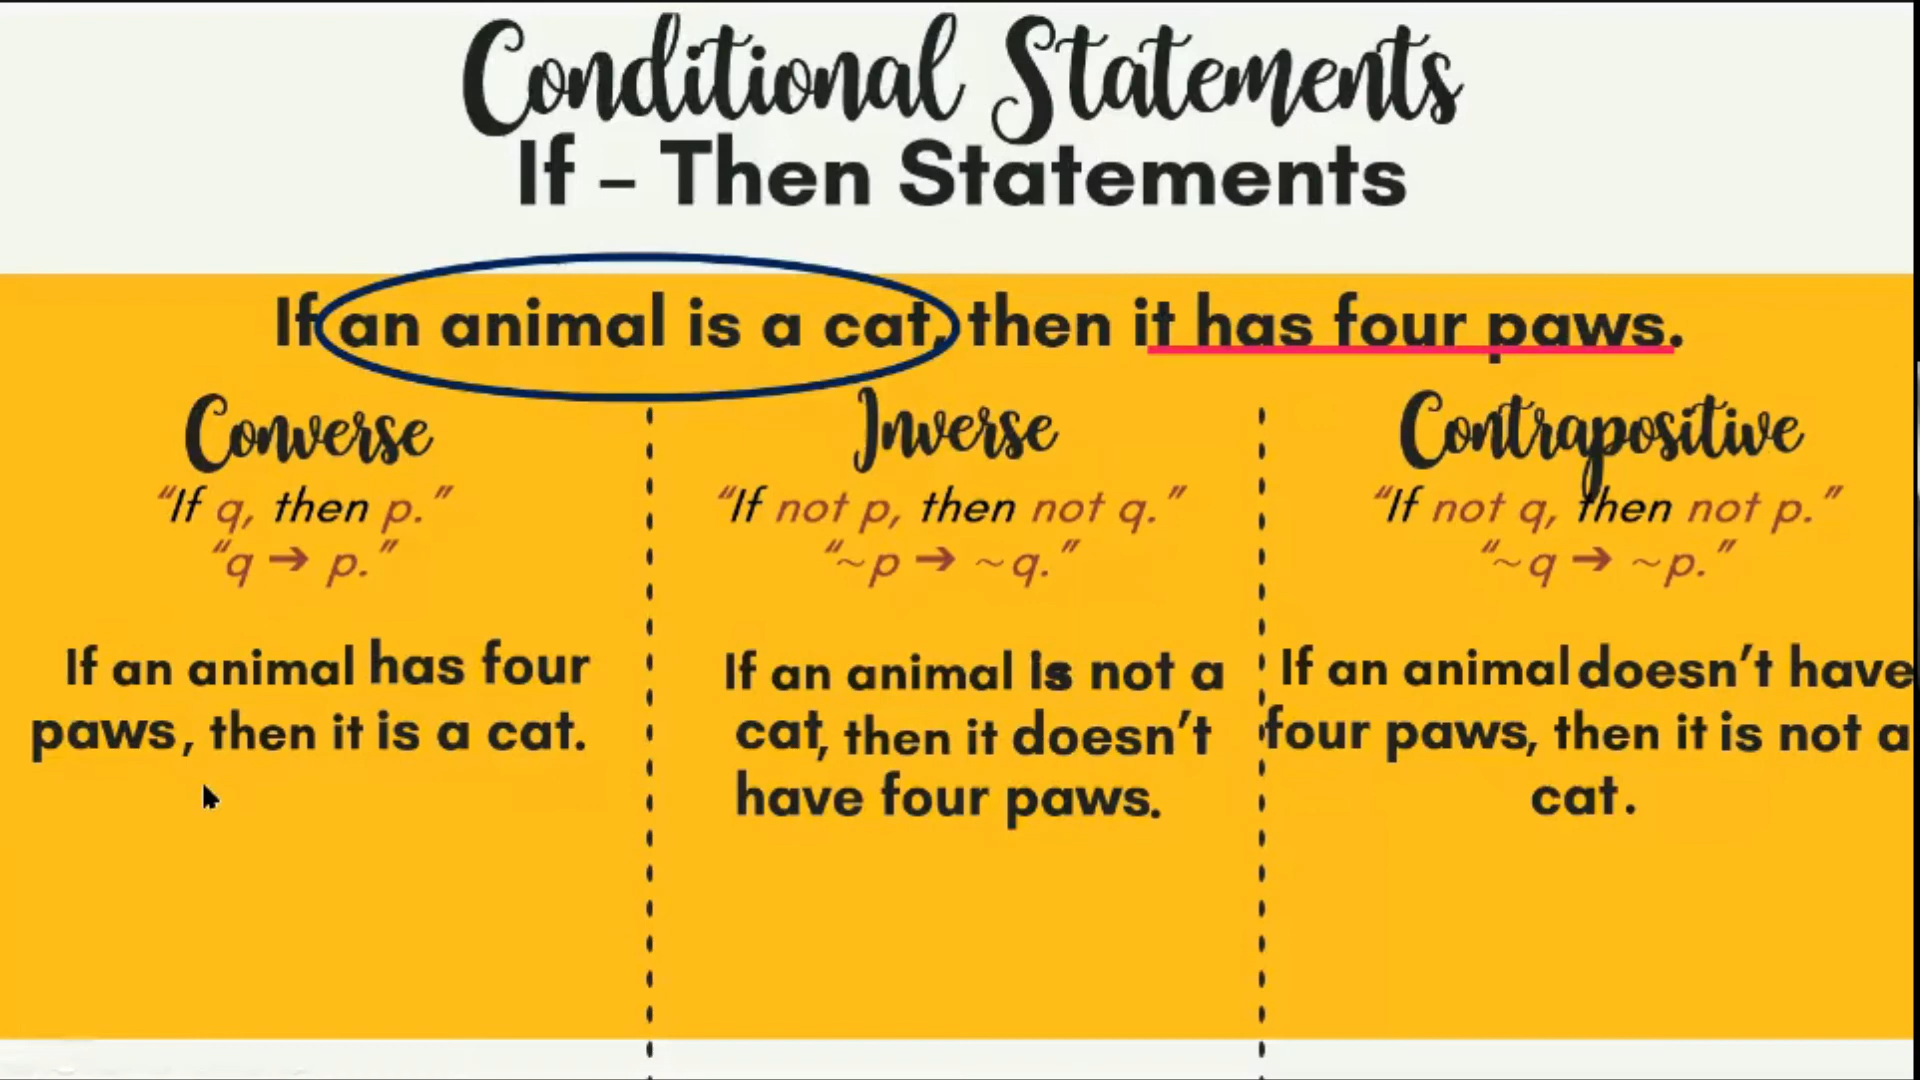 Conditional Statements
If – Then Statements
If an animal is a cat, then it has four paws.
Converse
“If q, then p.”
“q ➔ p.”
If an animal has four
paws, then it is a cat.
Inverse
“If not p, then not q.”
“~p ➔ ~q.”
If an animal is not a
cat, then it doesn’t
have four paws.
Contrapositive
“If not q, then not p.”
“~q ➔ ~p.”
If an animal doesn’t have
four paws, then it is not a
cat.